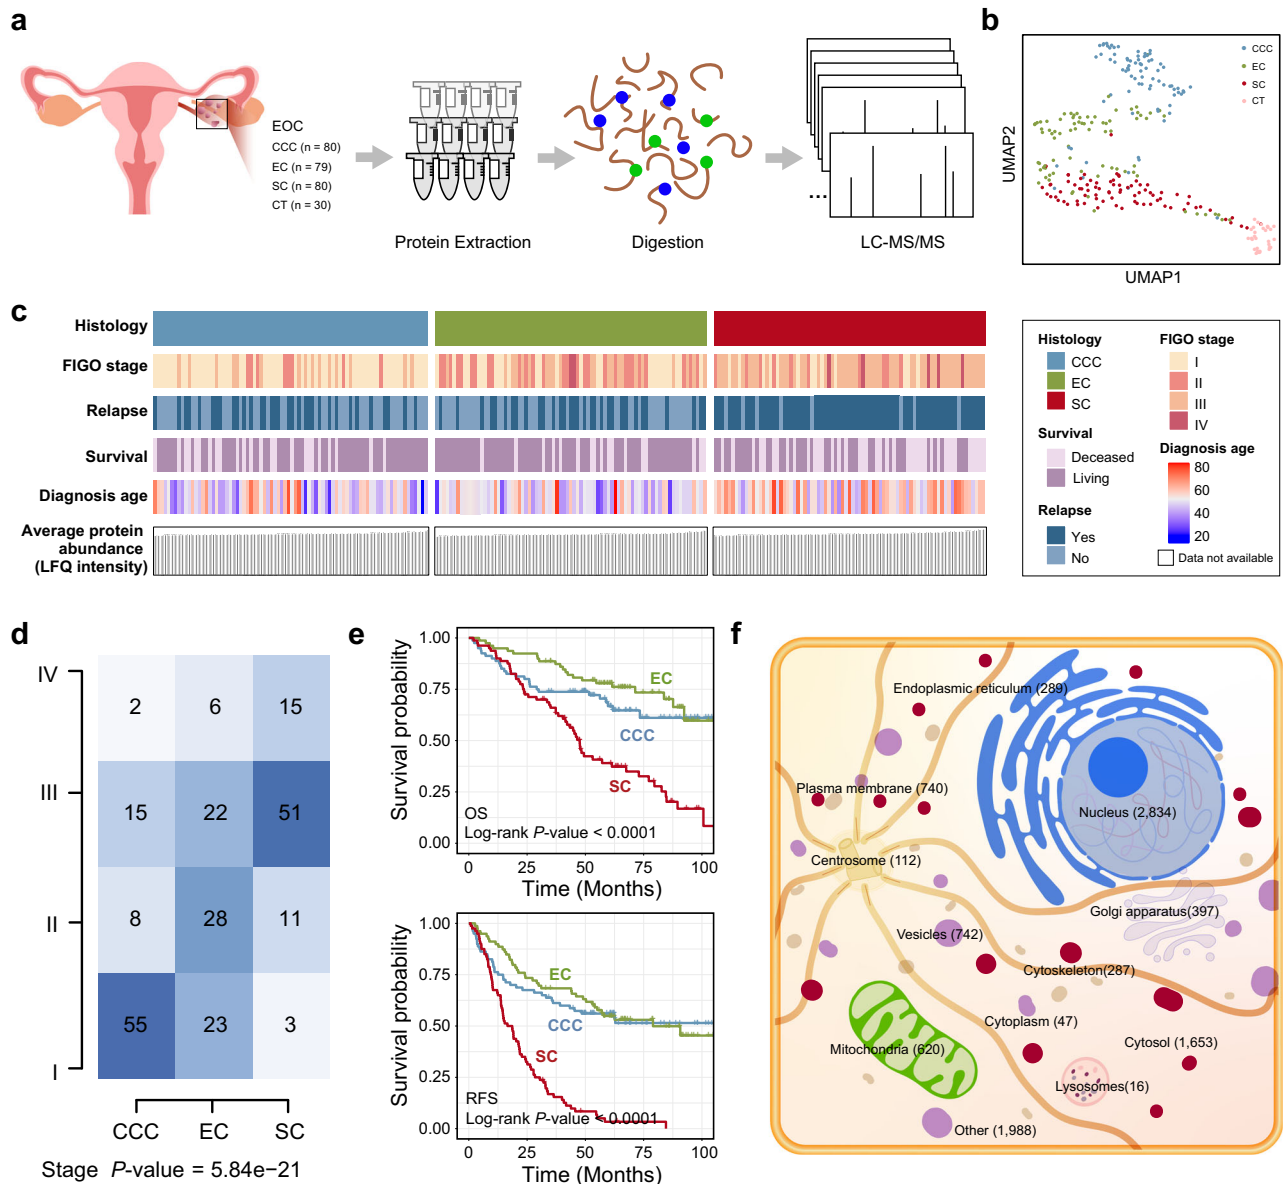 a
EOC
CCC (n = 80)
EC (n = 79)
SC (n = 80)
CT (n = 30)
Protein Extraction
Digestion
...
LC-MS/MS
b
CCC
EC
SC
CT
UMAP2
UMAP1
c
Histology
FIGO stage
Relapse
Survival
Diagnosis age
Average protein
abundance
(LFQ intensity)
Histology
CCC
EC
SC
Survival
Deceased
Living
Relapse
Yes
No
FIGO stage
I
II
III
IV
Diagnosis age
80
60
40
20
Data not available
d
IV
III
II
I
2 6 15
15 22 51
8 28 11
55 23 3
CCC EC SC
Stage P-value = 5.84e−21
e
Survival probability
1.00
0.75
0.50
0.25
0.00
EC
CCC
SC
OS
Log-rank P-value < 0.0001
0 25 50 75 100
Time (Months)
Survival probability
1.00
0.75
0.50
0.25
0.00
EC
CCC
SC
RFS
Log-rank P-value < 0.0001
0 25 50 75 100
Time (Months)
f
Endoplasmic reticulum (289)
Plasma membrane (740)
Nucleus (2,834)
Centrosome (112)
Golgi apparatus(397)
Vesicles (742)
Cytoskeleton(287)
Cytoplasm (47)
Mitochondria (620)
Cytosol (1,653)
Lysosomes(16)
Other (1,988)